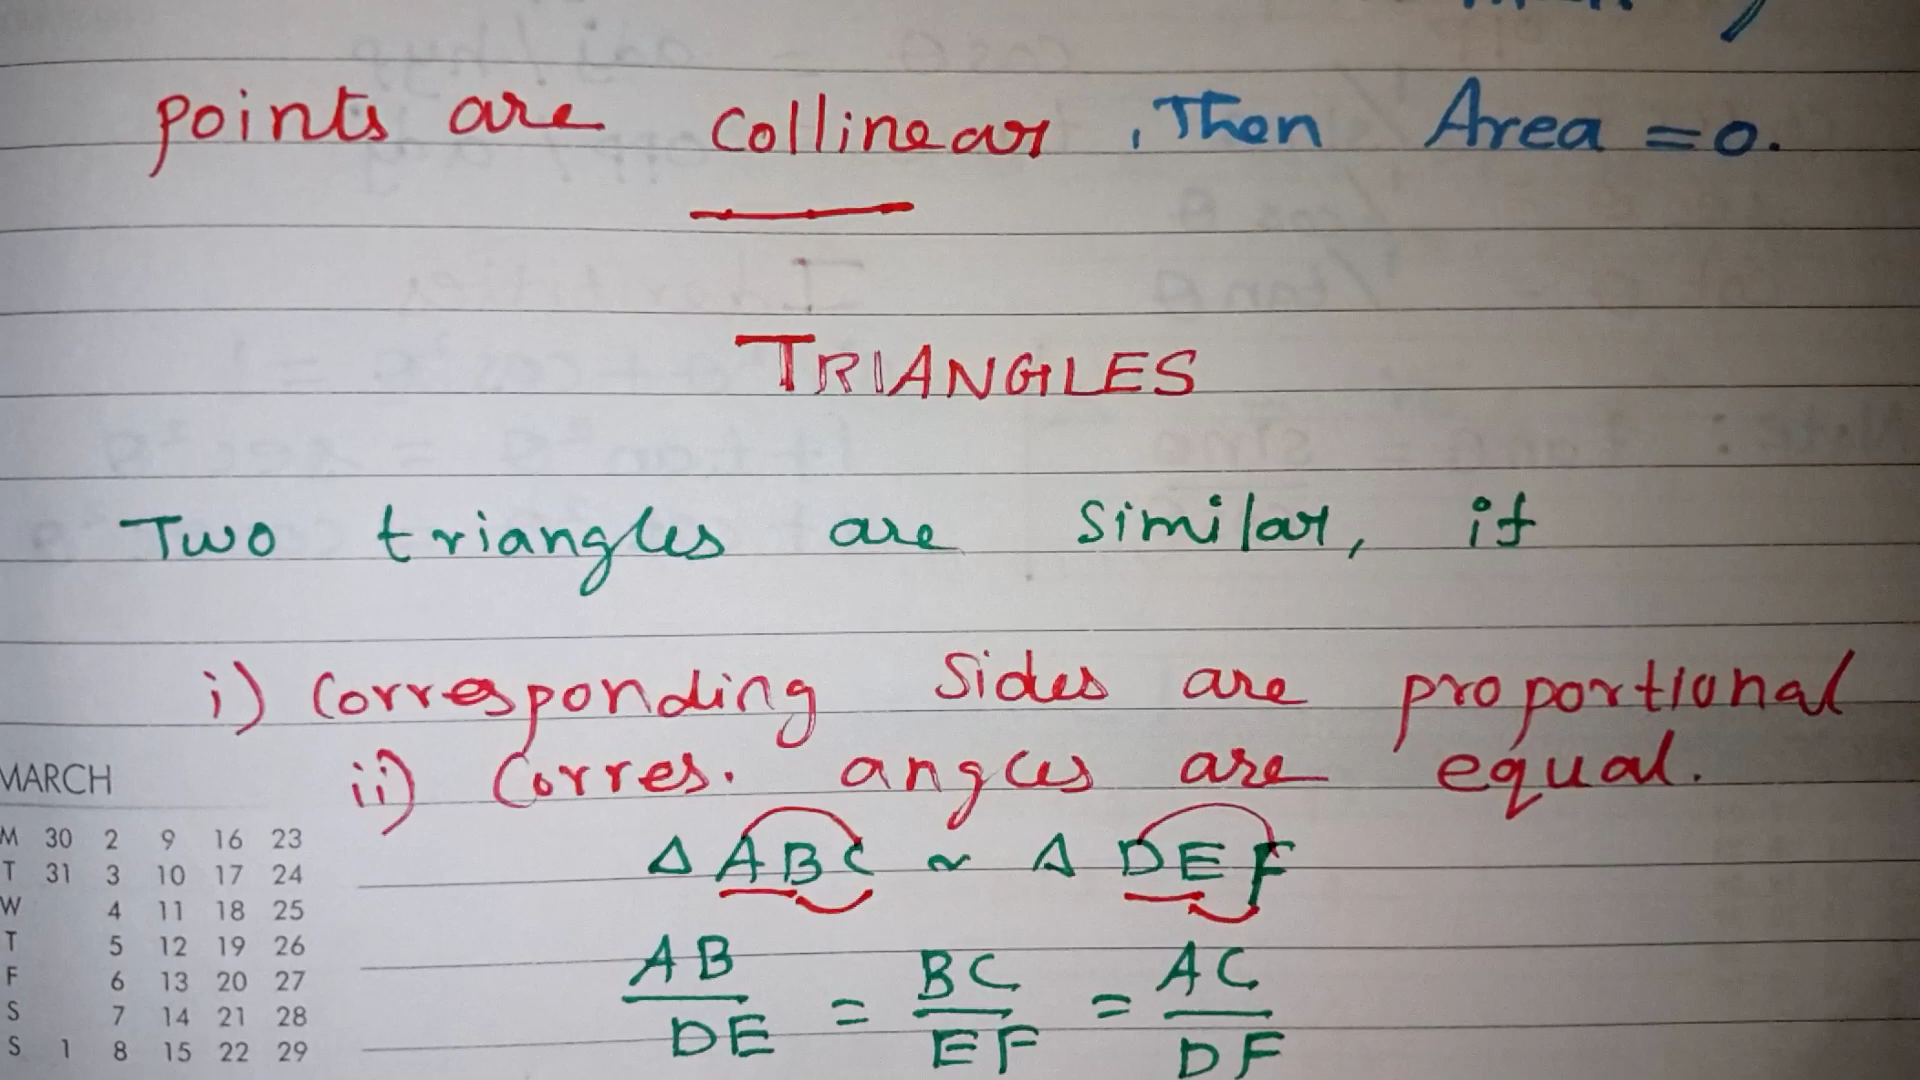 points are collinear, Then Area = 0.
TRIANGLES
Two triangles are similar, if
i) Corresponding sides are proportional
ii) Corres. angles are equal.
Δ ABC ~ Δ DEF
AB/DE = BC/EF = AC/DF
MARCH
M 30 2 9 16 23
T 31 3 10 17 24
W 4 11 18 25
T 5 12 19 26
F 6 13 20 27
S 7 14 21 28
S 1 8 15 22 29